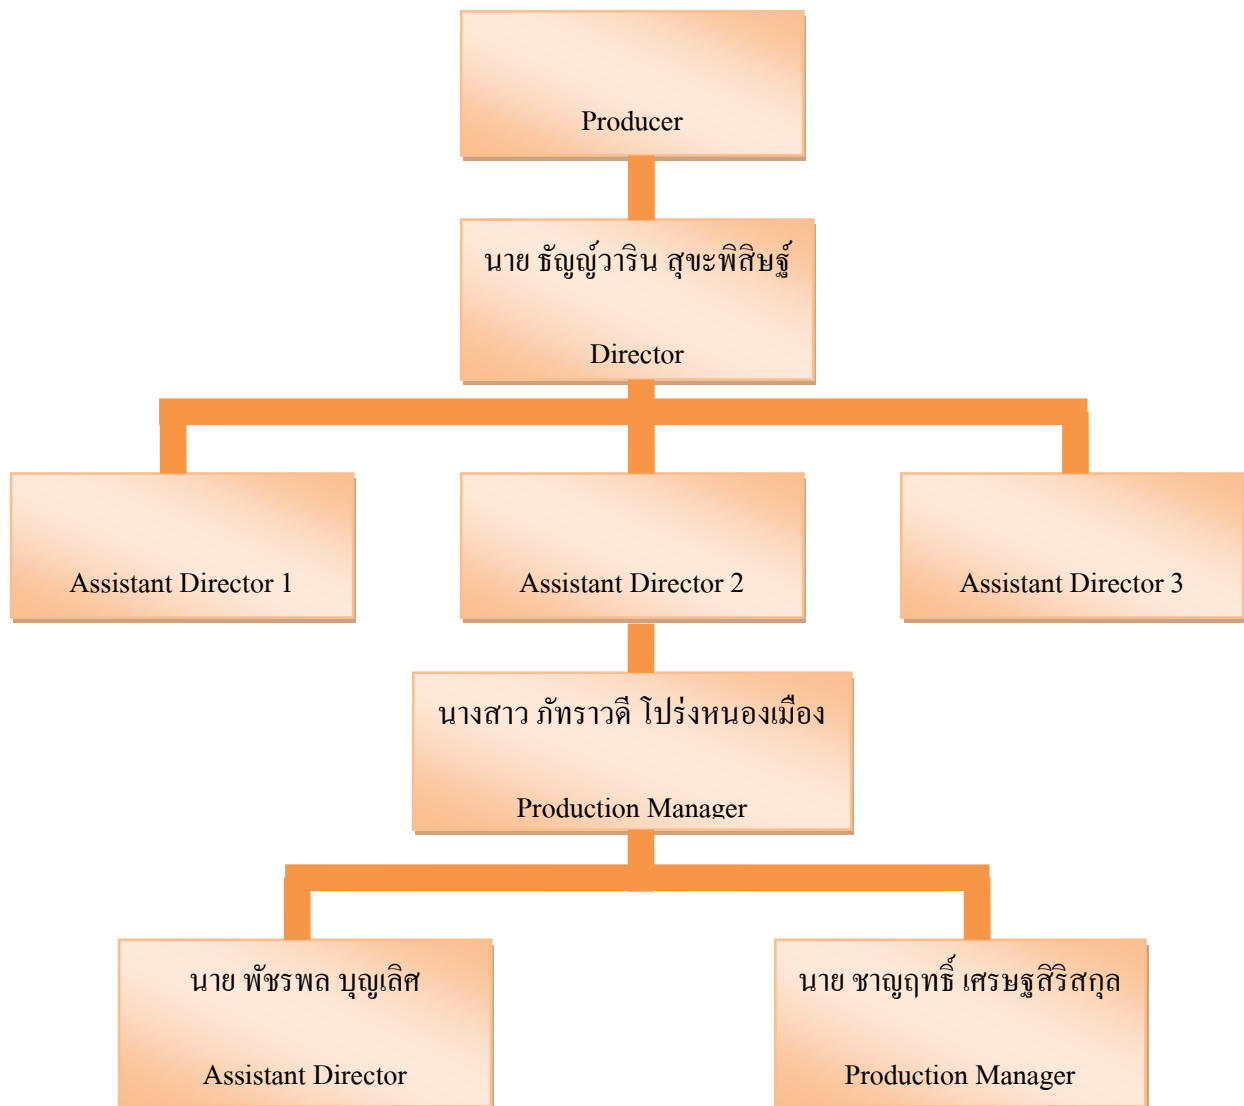 Producer
นาย ธัญญ์วาริน สุขะพิสิษฐ์
Director
Assistant Director 1
Assistant Director 2
Assistant Director 3
นางสาว ภัทราวดี โปร่งหนองเมือง
Production Manager
นาย พัชรพล บุญเลิศ
Assistant Director
นาย ชาญฤทธิ์ เศรษฐสิริสกุล
Production Manager